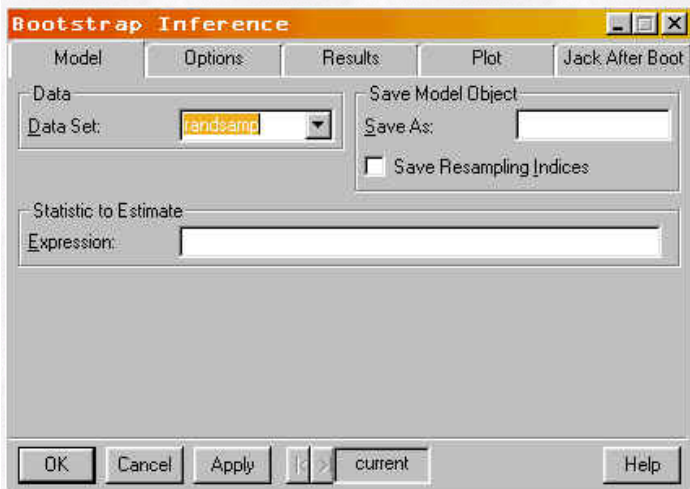 Bootstrap Inference
Model Options Results Plot Jack After Boot
Data
Data Set: randsamp
Save Model Object
Save As:
Save Resampling Indices
Statistic to Estimate
Expression:
OK Cancel Apply |< >| current Help